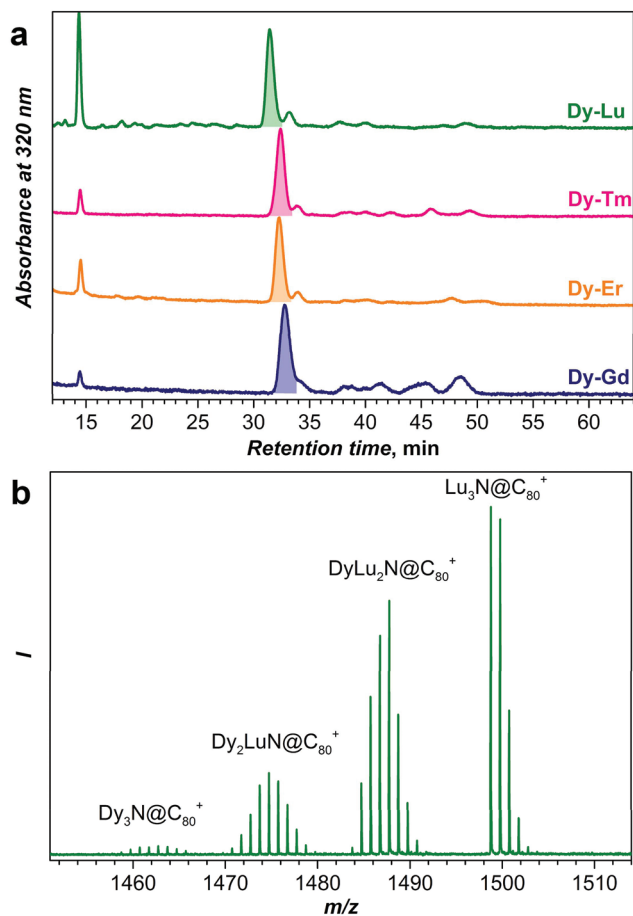 a
Absorbance at 320 nm
Dy-Lu
Dy-Tm
Dy-Er
Dy-Gd
15 20 25 30 35 40 45 50 55 60
Retention time, min
b
I
Lu₃N@C₈₀⁺
DyLu₂N@C₈₀⁺
Dy₂LuN@C₈₀⁺
Dy₃N@C₈₀⁺
1460 1470 1480 1490 1500 1510
m/z